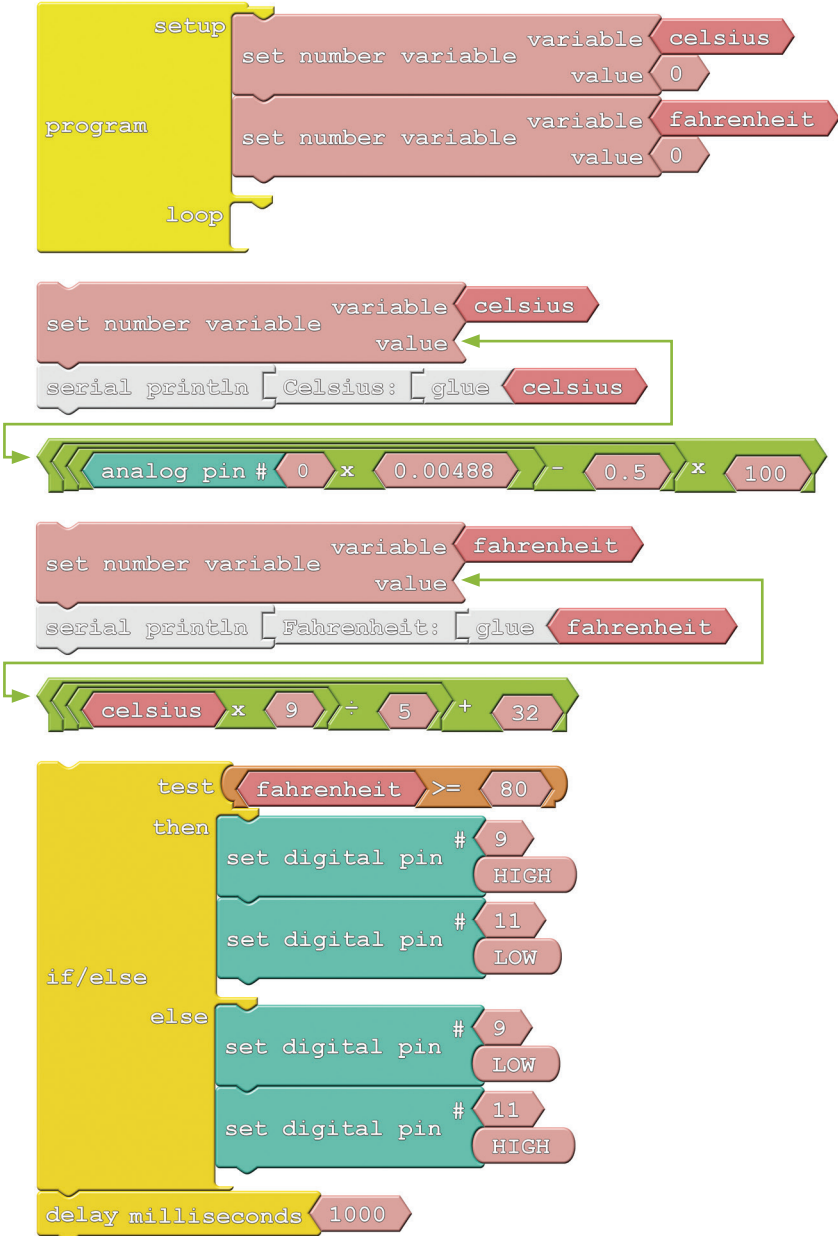 setup
set number variable variable celsius
value 0
program
set number variable variable fahrenheit
value 0
loop
set number variable variable celsius
value
serial println Celsius: glue celsius
analog pin # 0 x 0.00488 - 0.5 x 100
set number variable variable fahrenheit
value
serial println Fahrenheit: glue fahrenheit
celsius x 9 ÷ 5 + 32
test fahrenheit >= 80
then
set digital pin # 9
HIGH
set digital pin # 11
LOW
if/else
else
set digital pin # 9
LOW
set digital pin # 11
HIGH
delay milliseconds 1000